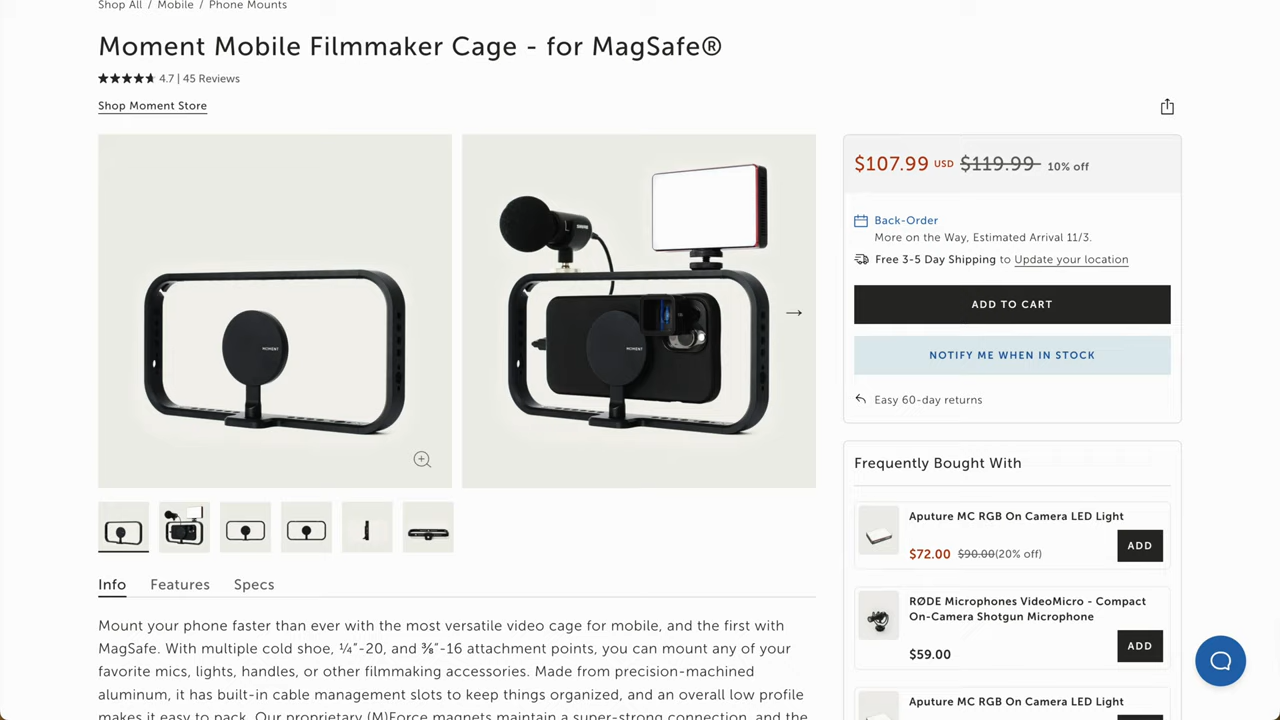 Shop All / Mobile / Phone Mounts
Moment Mobile Filmmaker Cage - for MagSafe®
4.7 | 45 Reviews
Shop Moment Store
MOMENT
MOMENT
$107.99 USD $119.99 10% off
Back-Order
More on the Way, Estimated Arrival 11/3.
Free 3-5 Day Shipping to Update your location
ADD TO CART
NOTIFY ME WHEN IN STOCK
Easy 60-day returns
Frequently Bought With
Aputure MC RGB On Camera LED Light
$72.00 $90.00(20% off)
ADD
RØDE Microphones VideoMicro - Compact
On-Camera Shotgun Microphone
$59.00
ADD
Aputure MC RGB On Camera LED Light
Info Features Specs
Mount your phone faster than ever with the most versatile video cage for mobile, and the first with
MagSafe. With multiple cold shoe, ¼”-20, and ⅜”-16 attachment points, you can mount any of your
favorite mics, lights, handles, or other filmmaking accessories. Made from precision-machined
aluminum, it has built-in cable management slots to keep things organized, and an overall low profile
makes it easy to pack. Our proprietary (M)Force magnets maintain a super-strong connection, and the